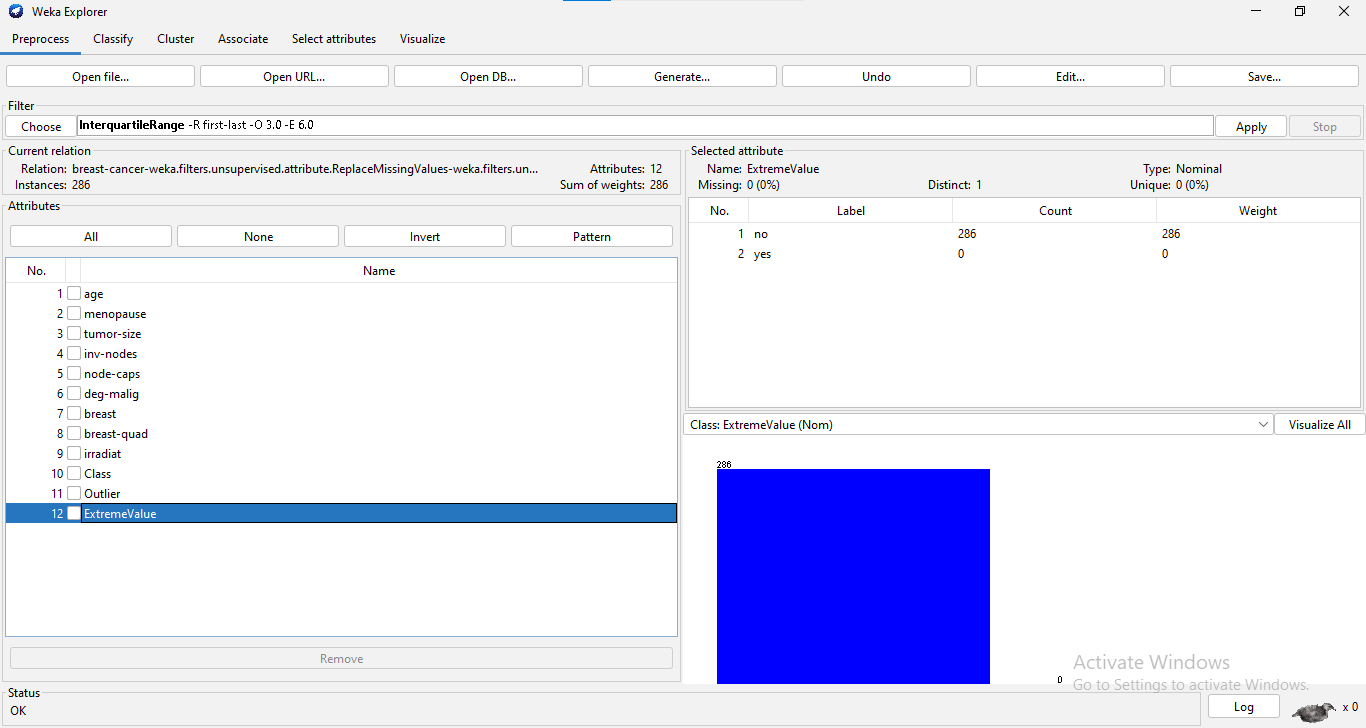 Weka Explorer
Preprocess Classify Cluster Associate Select attributes Visualize
Open file... Open URL... Open DB... Generate... Undo Edit... Save...
Filter
Choose InterquartileRange -R first-last -O 3.0 -E 6.0 Apply Stop
Current relation
Relation: breast-cancer-weka.filters.unsupervised.attribute.ReplaceMissingValues-weka.filters.un... Attributes: 12
Instances: 286 Sum of weights: 286
Attributes
All None Invert Pattern
No. Name
1 age
2 menopause
3 tumor-size
4 inv-nodes
5 node-caps
6 deg-malig
7 breast
8 breast-quad
9 irradiat
10 Class
11 Outlier
12 ExtremeValue
Remove
Selected attribute
Name: ExtremeValue Type: Nominal
Missing: 0 (0%) Distinct: 1 Unique: 0 (0%)
No. Label Count Weight
1 no 286 286
2 yes 0 0
Class: ExtremeValue (Nom) Visualize All
286
0
Activate Windows
Go to Settings to activate Windows.
Status
OK
Log x 0